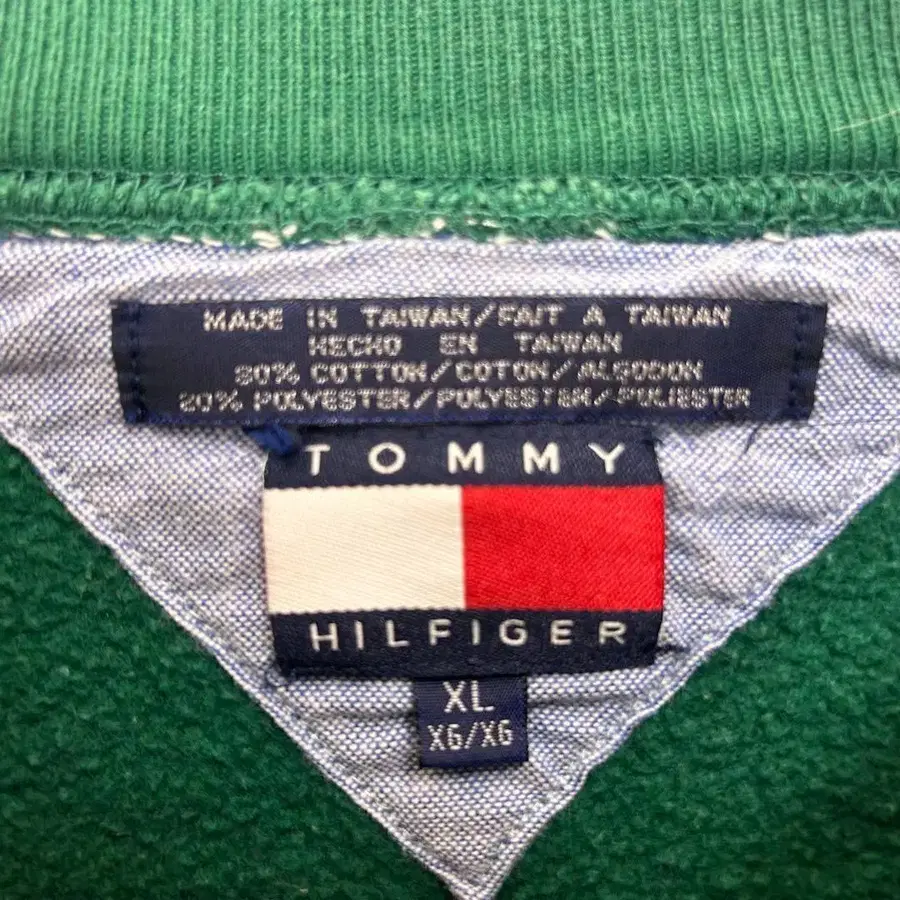 MADE IN TAIWAN/FAIT A TAIWAN
HECHO EN TAIWAN
80% COTTON/COTON/ALGODON
20% POLYESTER/POLYESTER/POLIESTER
TOMMY
HILFIGER
XL
XG/XG